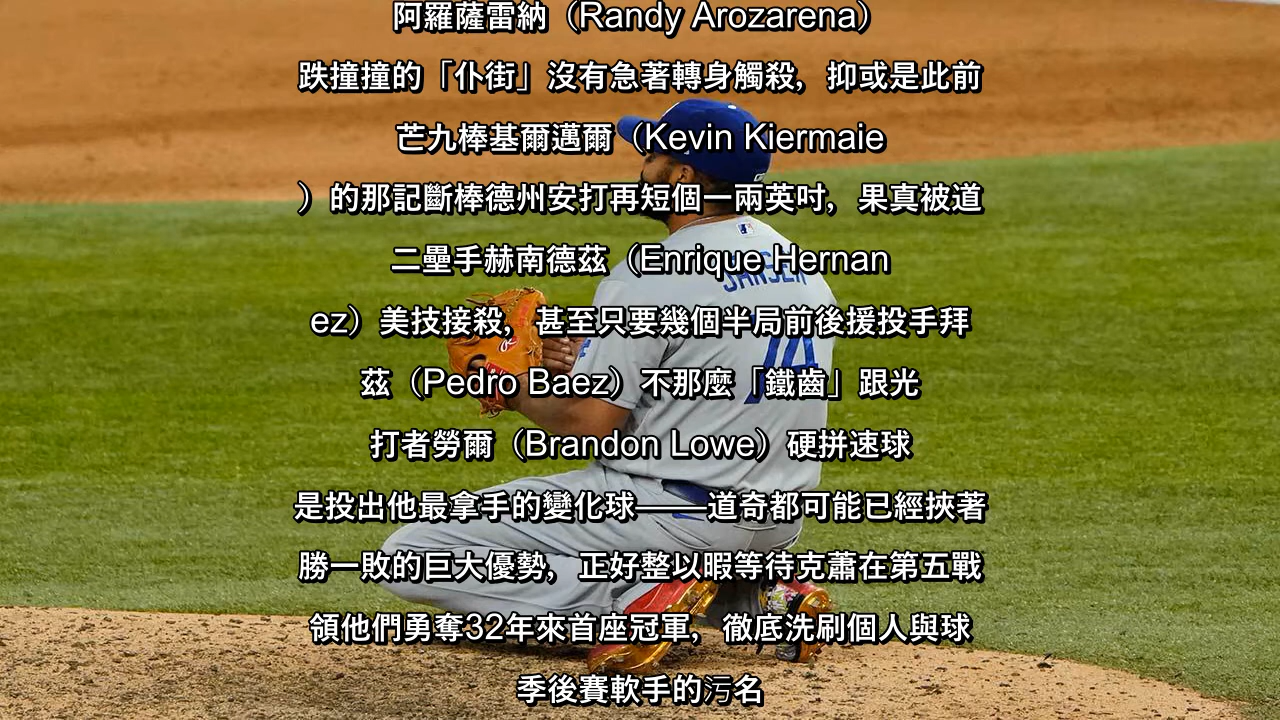 阿羅薩雷納（Randy Arozarena）
跌撞撞的「仆街」沒有急著轉身觸殺，抑或是此前
芒九棒基爾邁爾（Kevin Kiermaie
）的那記斷棒德州安打再短個一兩英吋，果真被道
二壘手赫南德茲（Enrique Hernan
ez）美技接殺，甚至只要幾個半局前後援投手拜
茲（Pedro Baez）不那麼「鐵齒」跟光
打者勞爾（Brandon Lowe）硬拼速球
是投出他最拿手的變化球——道奇都可能已經挾著
勝一敗的巨大優勢，正好整以暇等待克蕭在第五戰
領他們勇奪32年來首座冠軍，徹底洗刷個人與球
季後賽軟手的污名
JANSEN
74